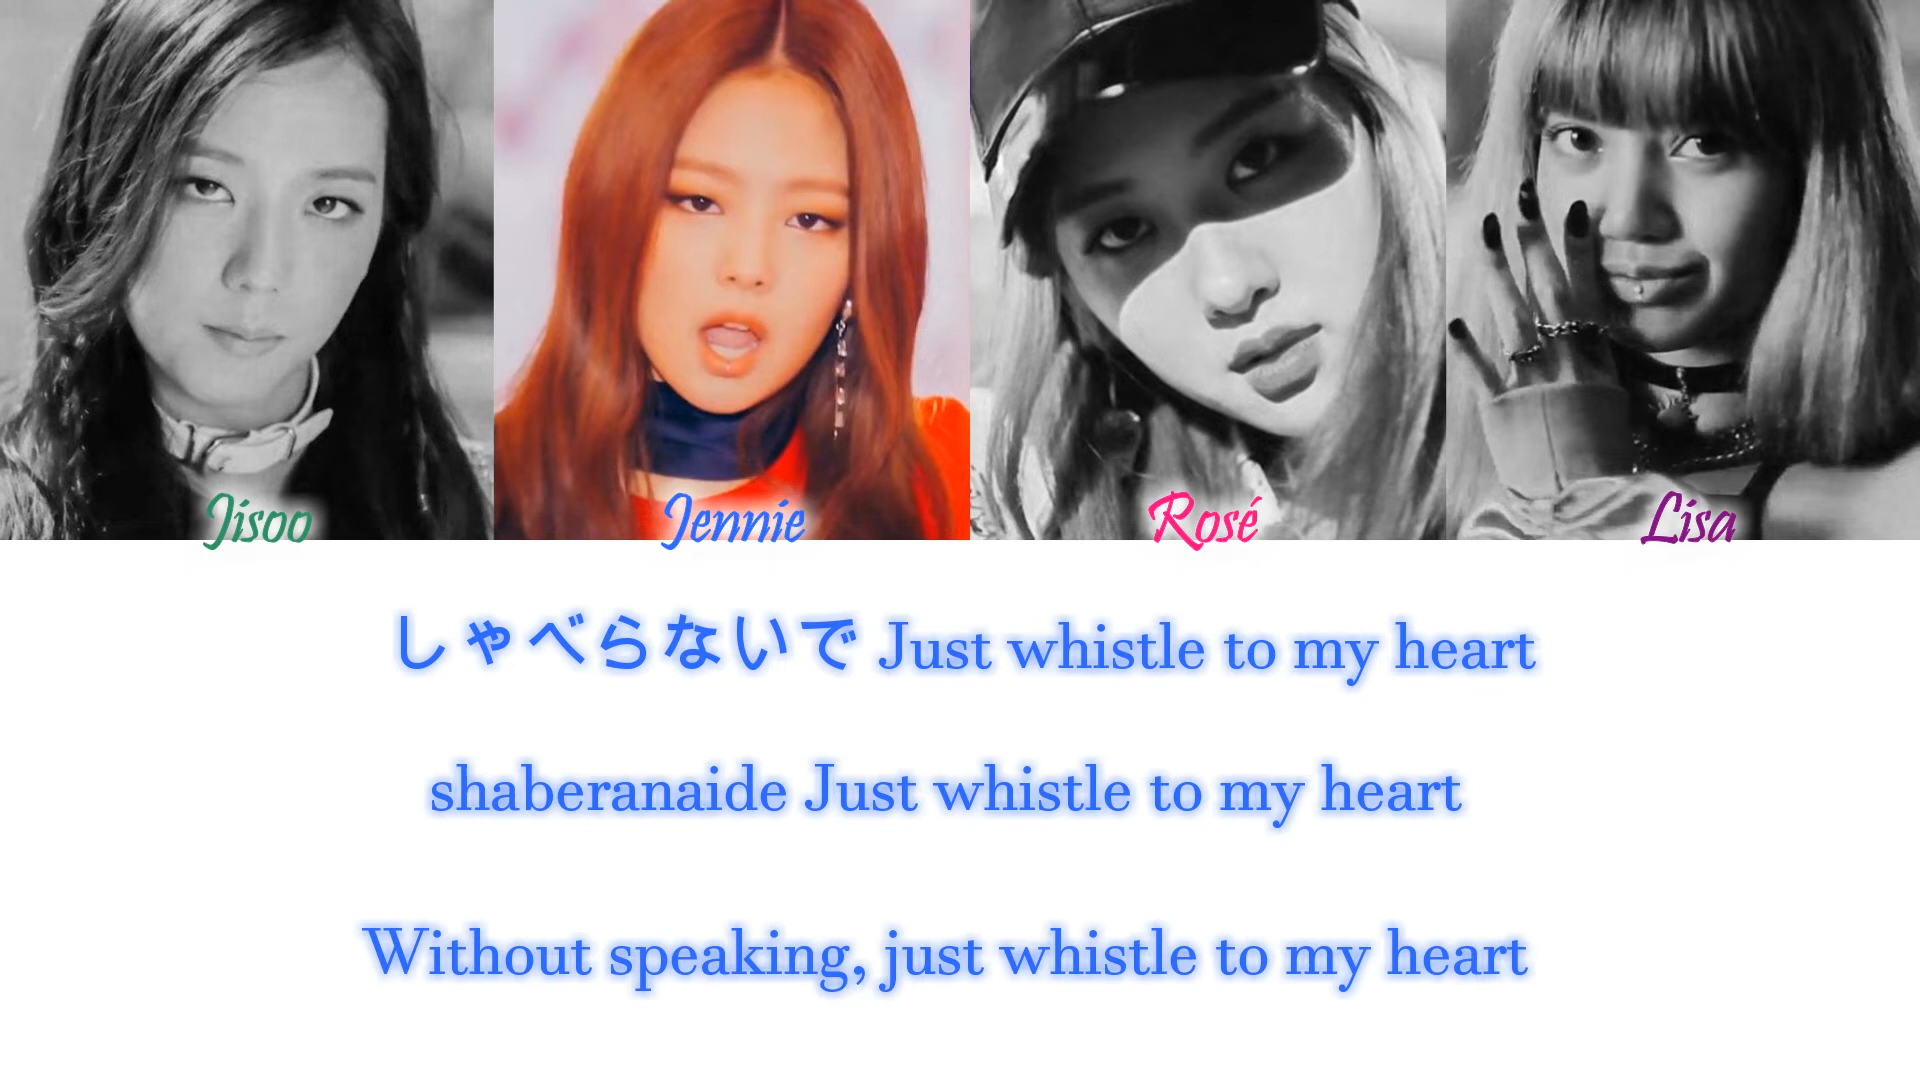 Jisoo Jennie Rosé Lisa
しゃべらないで Just whistle to my heart
shaberanaide Just whistle to my heart
Without speaking, just whistle to my heart